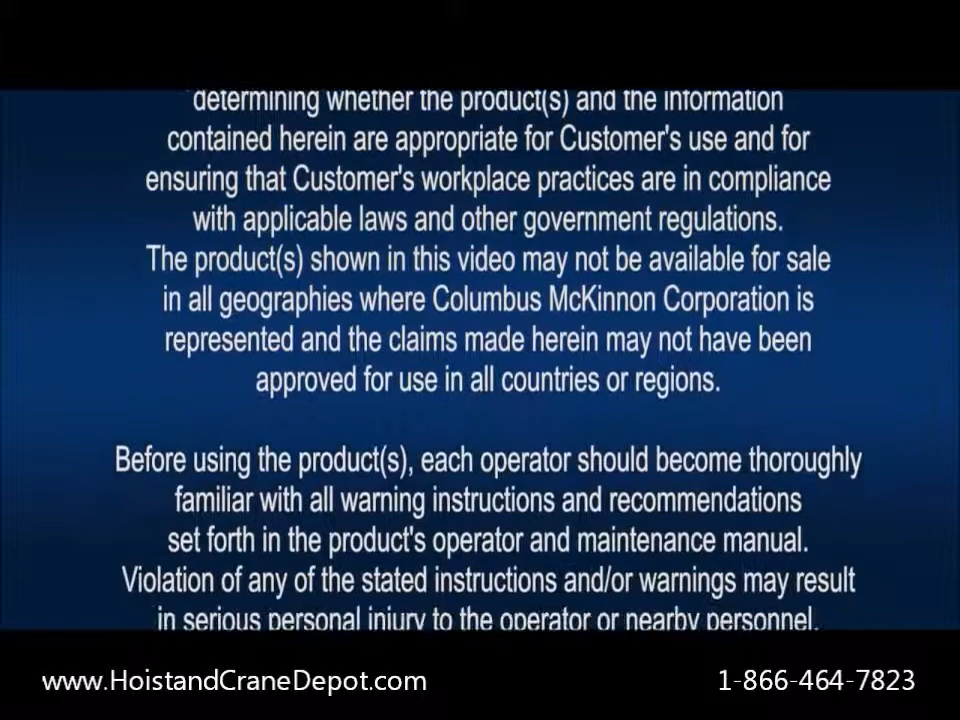 determining whether the product(s) and the information
contained herein are appropriate for Customer's use and for
ensuring that Customer's workplace practices are in compliance
with applicable laws and other government regulations.
The product(s) shown in this video may not be available for sale
in all geographies where Columbus McKinnon Corporation is
represented and the claims made herein may not have been
approved for use in all countries or regions.
Before using the product(s), each operator should become thoroughly
familiar with all warning instructions and recommendations
set forth in the product's operator and maintenance manual.
Violation of any of the stated instructions and/or warnings may result
in serious personal injury to the operator or nearby personnel.
www.HoistandCraneDepot.com 1-866-464-7823